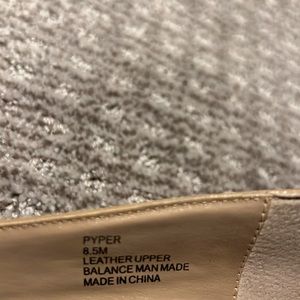 PYPER
8.5M
LEATHER UPPER
BALANCE MAN MADE
MADE IN CHINA